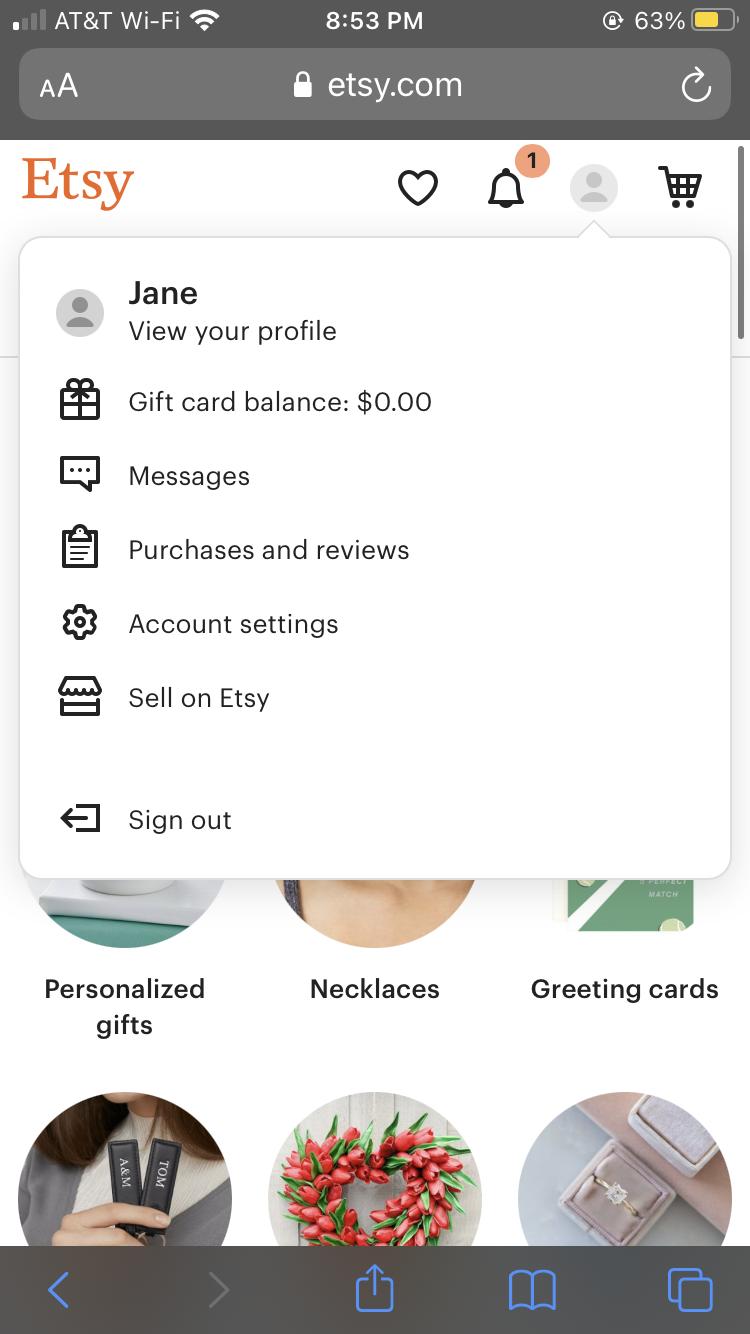 AT&T Wi-Fi 8:53 PM 63%
AA etsy.com
Etsy 1
Jane
View your profile
Gift card balance: $0.00
Messages
Purchases and reviews
Account settings
Sell on Etsy
Sign out
PERFECT
MATCH
Personalized
gifts
Necklaces
Greeting cards
A&M
TOM